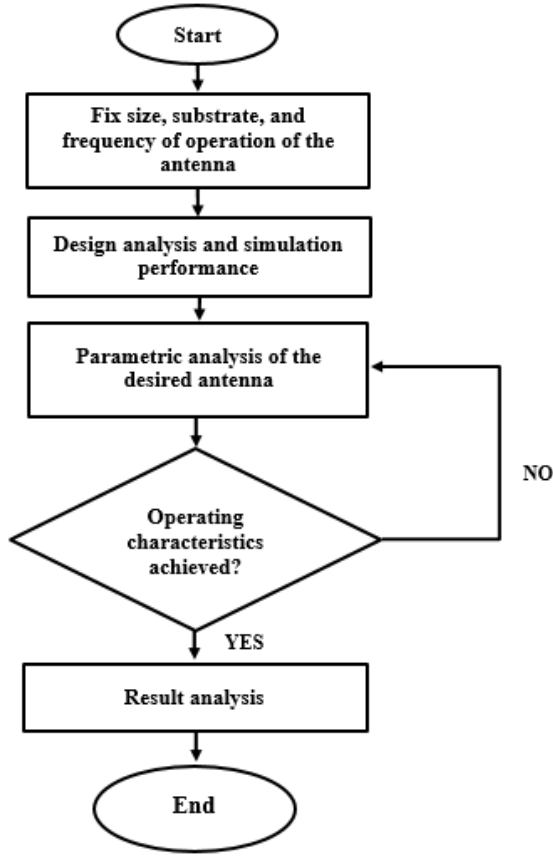 Start
Fix size, substrate, and
frequency of operation of the
antenna
Design analysis and simulation
performance
Parametric analysis of the
desired antenna
Operating
characteristics
achieved?
NO
YES
Result analysis
End